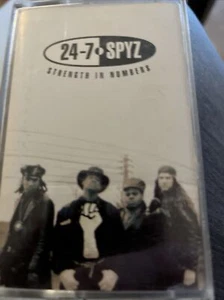 24-7 SPYZ
STRENGTH IN NUMBERS